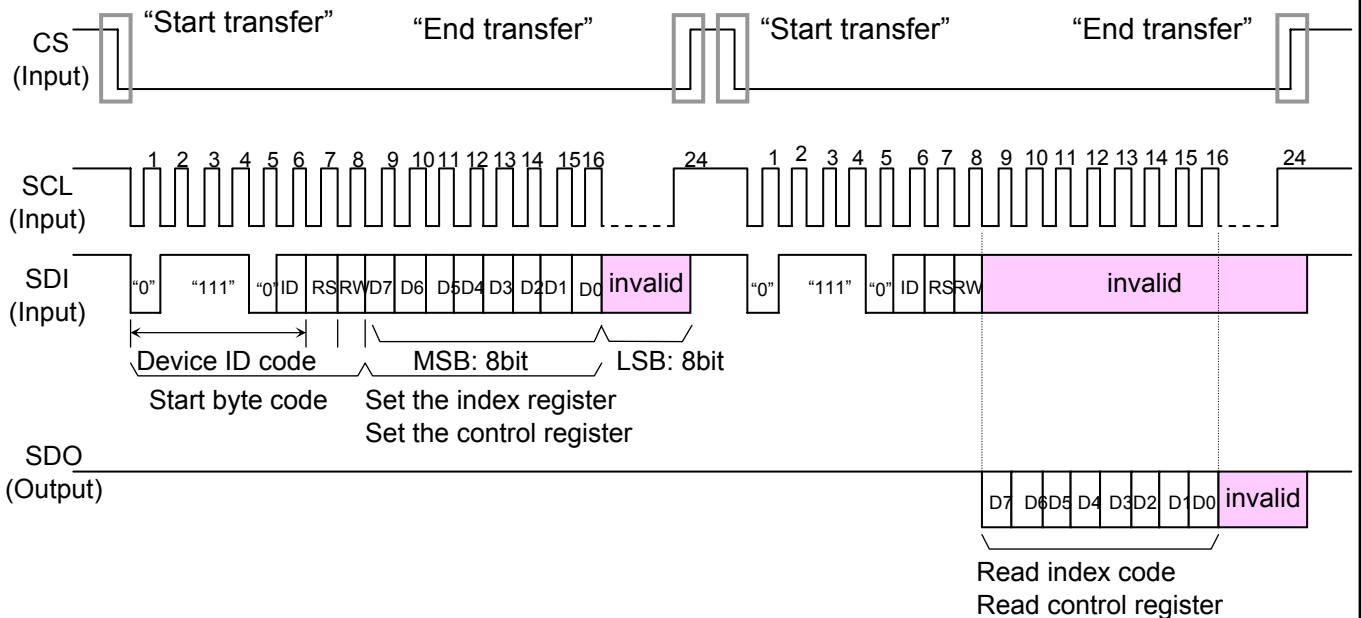 “Start transfer” “End transfer” “Start transfer” “End transfer”
CS
(Input)
1 2 3 4 5 6 7 8 9 10 11 12 13 14 15 16 24 1 2 3 4 5 6 7 8 9 10 11 12 13 14 15 16 24
SCL
(Input)
SDI
(Input)
“0” “111” “0” ID RS RW D7 D6 D5 D4 D3 D2 D1 D0 invalid “0” “111” “0” ID RS RW invalid
Device ID code MSB: 8bit LSB: 8bit
Start byte code Set the index register
Set the control register
SDO
(Output)
D7 D6 D5 D4 D3 D2 D1 D0 invalid
Read index code
Read control register